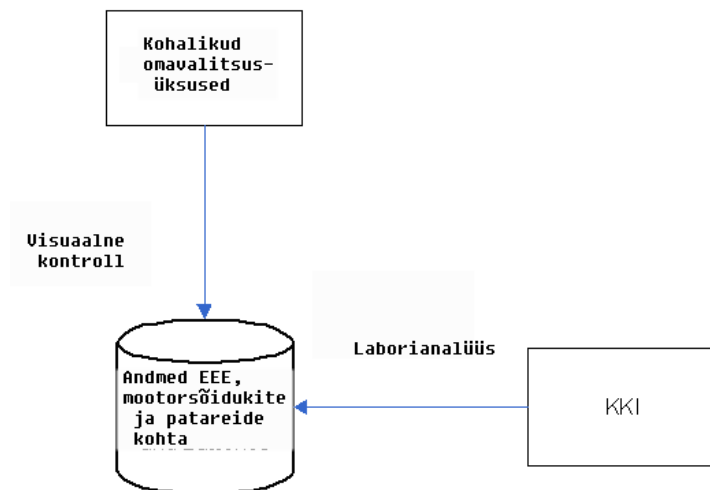 Kohalikud
omavalitsus-
üksused
Visuaalne
kontroll
Laborianalüüs
Andmed EEE,
mootorsõidukite
ja patareide
kohta
KKI